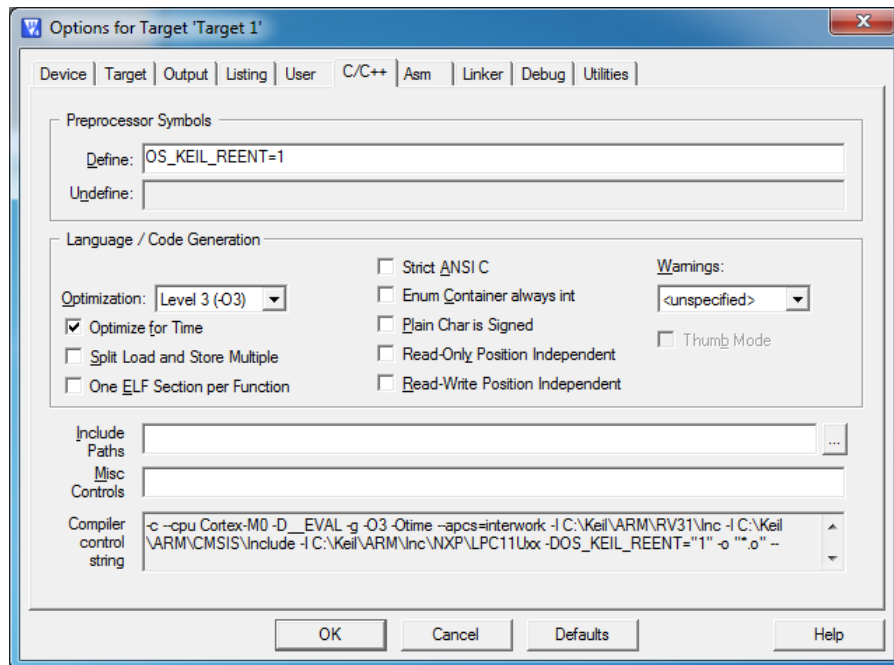 Options for Target 'Target 1'
Device Target Output Listing User C/C++ Asm Linker Debug Utilities
Preprocessor Symbols
Define: OS_KEIL_REENT=1
Undefine:
Language / Code Generation
Strict ANSI C
Warnings:
Optimization: Level 3 (-O3)
Enum Container always int
<unspecified>
Optimize for Time
Plain Char is Signed
Thumb Mode
Split Load and Store Multiple
Read-Only Position Independent
One ELF Section per Function
Read-Write Position Independent
Include
Paths
...
Misc
Controls
Compiler
control
string
-c --cpu Cortex-M0 -D__EVAL -g -O3 -Otime --apcs=interwork -I C:\Keil\ARM\RV31\Inc -I C:\Keil
\ARM\CMSIS\Include -I C:\Keil\ARM\Inc\NXP\LPC11Uxx -DOS_KEIL_REENT="1" -o "*.o" --
OK Cancel Defaults Help